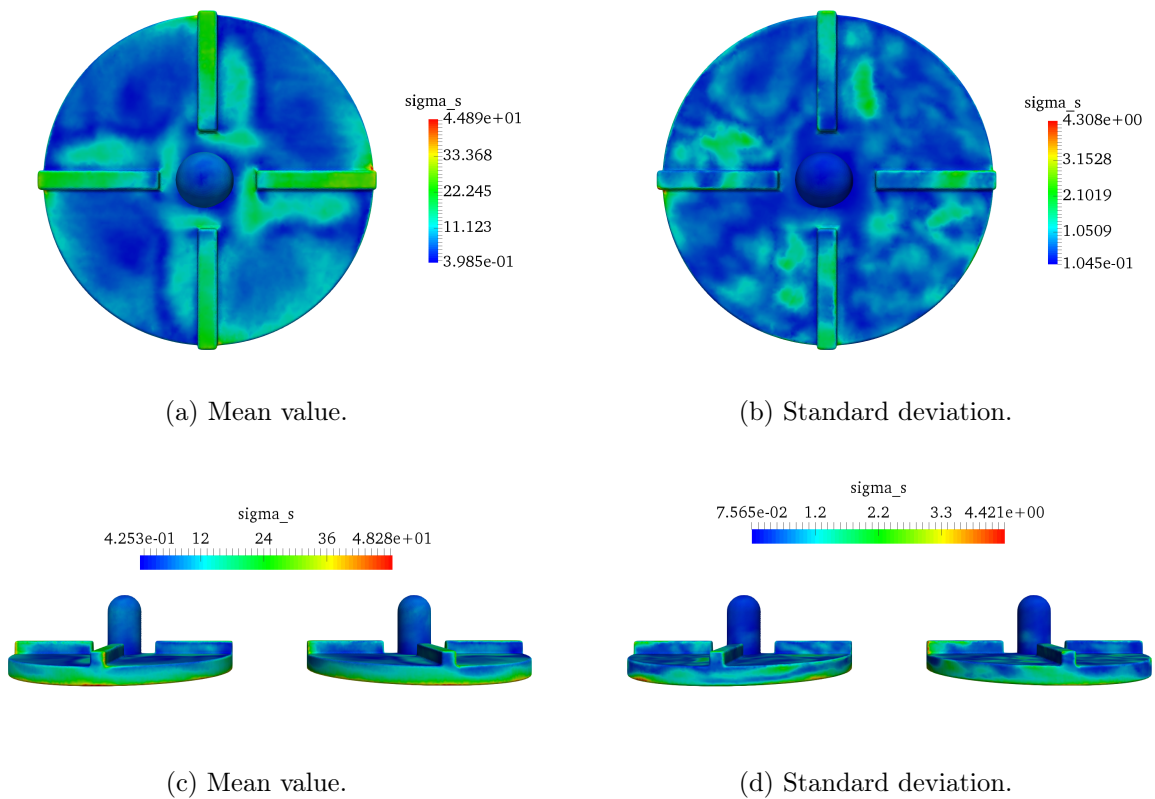 sigma_s
4.489e+01
33.368
22.245
11.123
3.985e-01
sigma_s
4.308e+00
3.1528
2.1019
1.0509
1.045e-01
(a) Mean value.
(b) Standard deviation.
sigma_s
4.253e-01 12 24 36 4.828e+01
sigma_s
7.565e-02 1.2 2.2 3.3 4.421e+00
(c) Mean value.
(d) Standard deviation.